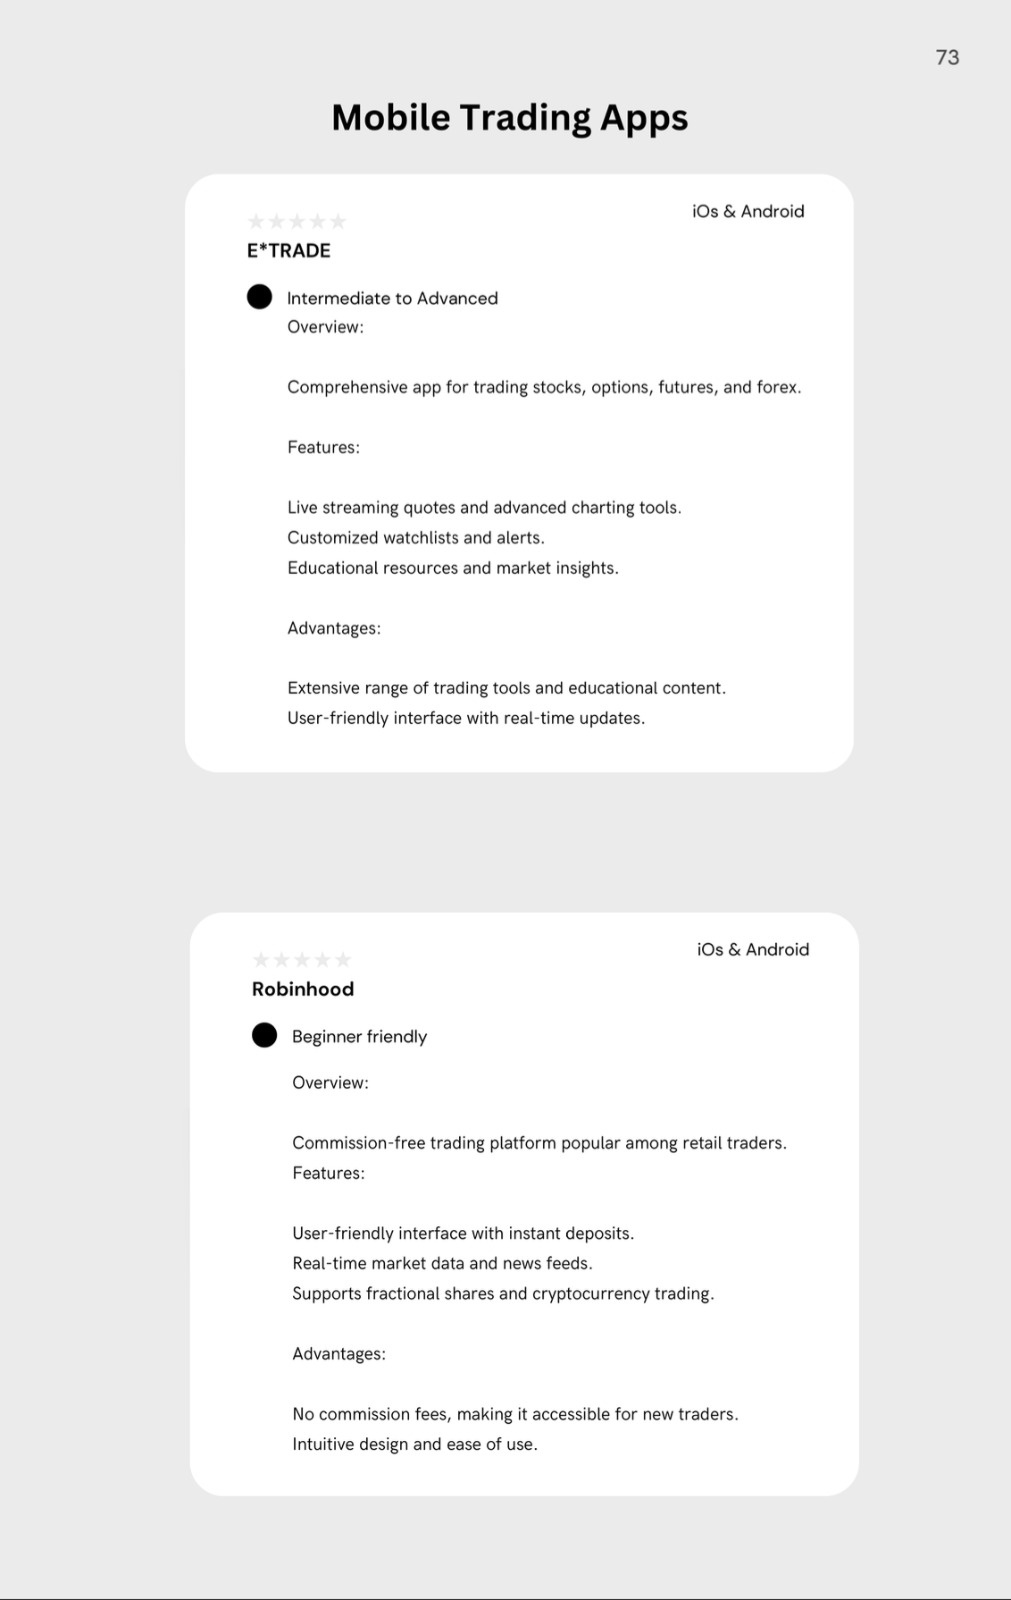 73
Mobile Trading Apps
iOs & Android
E*TRADE
Intermediate to Advanced
Overview:
Comprehensive app for trading stocks, options, futures, and forex.
Features:
Live streaming quotes and advanced charting tools.
Customized watchlists and alerts.
Educational resources and market insights.
Advantages:
Extensive range of trading tools and educational content.
User-friendly interface with real-time updates.
iOs & Android
Robinhood
Beginner friendly
Overview:
Commission-free trading platform popular among retail traders.
Features:
User-friendly interface with instant deposits.
Real-time market data and news feeds.
Supports fractional shares and cryptocurrency trading.
Advantages:
No commission fees, making it accessible for new traders.
Intuitive design and ease of use.